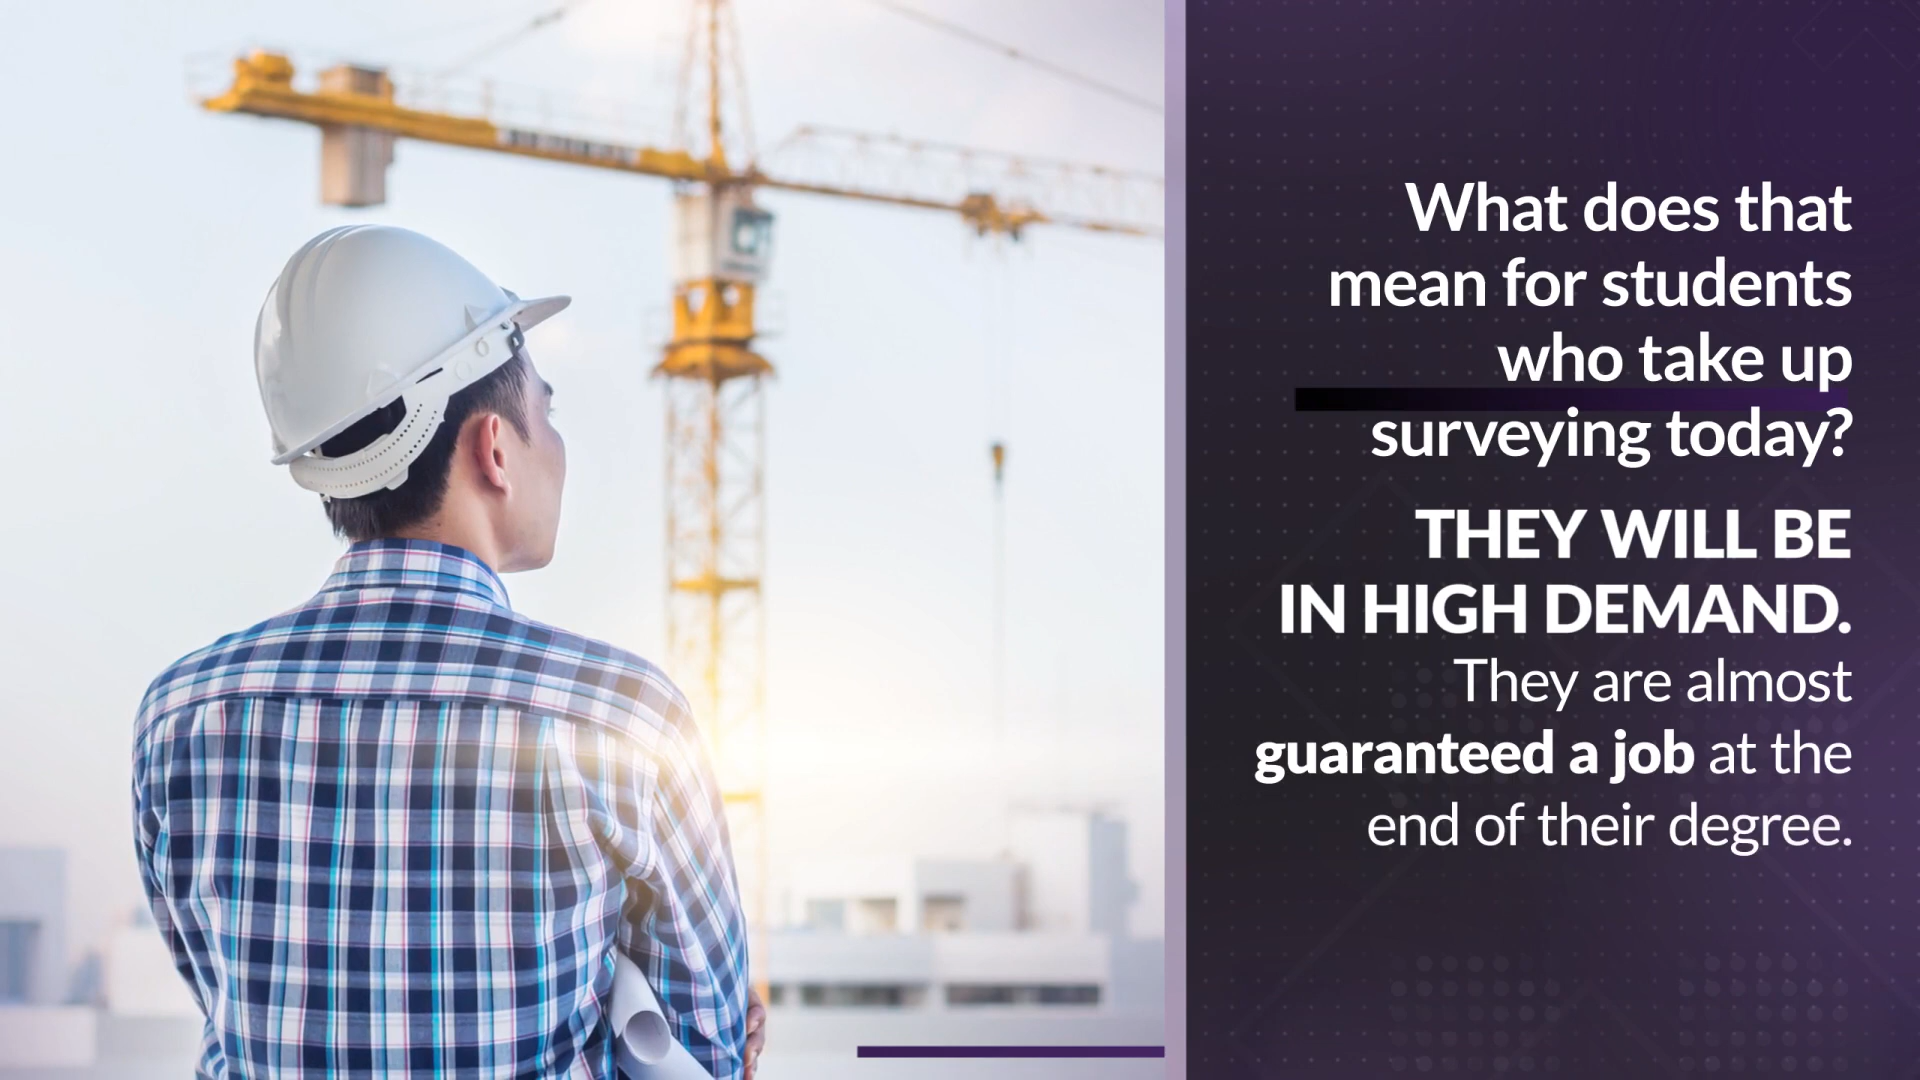 What does that
mean for students
who take up
surveying today?
THEY WILL BE
IN HIGH DEMAND.
They are almost
guaranteed a job at the
end of their degree.